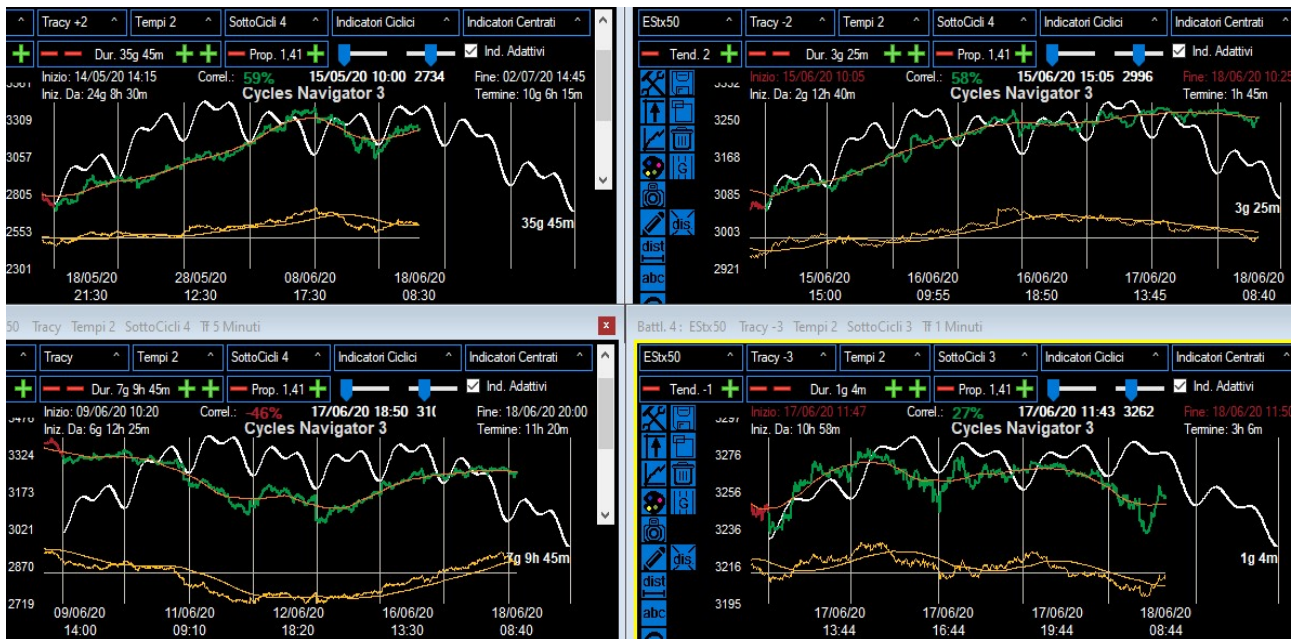 Tracy +2 ^ Tempi 2 ^ SottoCicli 4 ^ Indicatori Ciclici ^ Indicatori Centrati ^
Dur. 35g 45m Prop. 1,41 Ind. Adattivi
Inizio: 14/05/20 14:15 Correl.: 59% 15/05/20 10:00 2734 Fine: 02/07/20 14:45
Iniz. Da: 24g 8h 30m Cycles Navigator 3 Termine: 10g 6h 15m
3309
3057
2805
35g 45m
2553
2301
18/05/20 28/05/20 08/06/20 18/06/20
21:30 12:30 17:30 08:30
EStx50 ^ Tracy -2 ^ Tempi 2 ^ SottoCicli 4 ^ Indicatori Ciclici ^ Indicatori Centrati ^
Tend. 2 Dur. 3g 25m Prop. 1,41 Ind. Adattivi
Inizio: 15/06/20 10:05 Correl.: 58% 15/06/20 15:05 2996 Fine: 18/06/20 10:25
Iniz. Da: 2g 12h 40m Cycles Navigator 3 Termine: 1h 45m
3250
3168
3085
3g 25m
3003
2921
G
dis
dist
abc
15/06/20 16/06/20 16/06/20 17/06/20 18/06/20
15:00 09:55 18:50 13:45 08:40
50 Tracy Tempi 2 SottoCicli 4 Tf 5 Minuti x
Tracy ^ Tempi 2 ^ SottoCicli 4 ^ Indicatori Ciclici ^ Indicatori Centrati ^
Dur. 7g 9h 45m Prop. 1,41 Ind. Adattivi
Inizio: 09/06/20 10:20 Correl.: -46% 17/06/20 18:50 310 Fine: 18/06/20 20:00
Iniz. Da: 6g 12h 25m Cycles Navigator 3 Termine: 11h 20m
3476
3324
3173
3021
2870
7g 9h 45m
2719
09/06/20 11/06/20 12/06/20 16/06/20 18/06/20
14:00 09:10 18:20 13:30 08:40
Battl. 4 : EStx50 Tracy -3 Tempi 2 SottoCicli 3 Tf 1 Minuti
EStx50 ^ Tracy -3 ^ Tempi 2 ^ SottoCicli 3 ^ Indicatori Ciclici ^ Indicatori Centrati ^
Tend. -1 Dur. 1g 4m Prop. 1,41 Ind. Adattivi
Inizio: 17/06/20 11:47 Correl.: 27% 17/06/20 11:43 3262 Fine: 18/06/20 11:50
Iniz. Da: 10h 58m Cycles Navigator 3 Termine: 3h 6m
3297
3276
3256
3236
3216
1g 4m
3195
G
dis
dist
abc
17/06/20 17/06/20 17/06/20 18/06/20
13:44 16:44 19:44 08:44